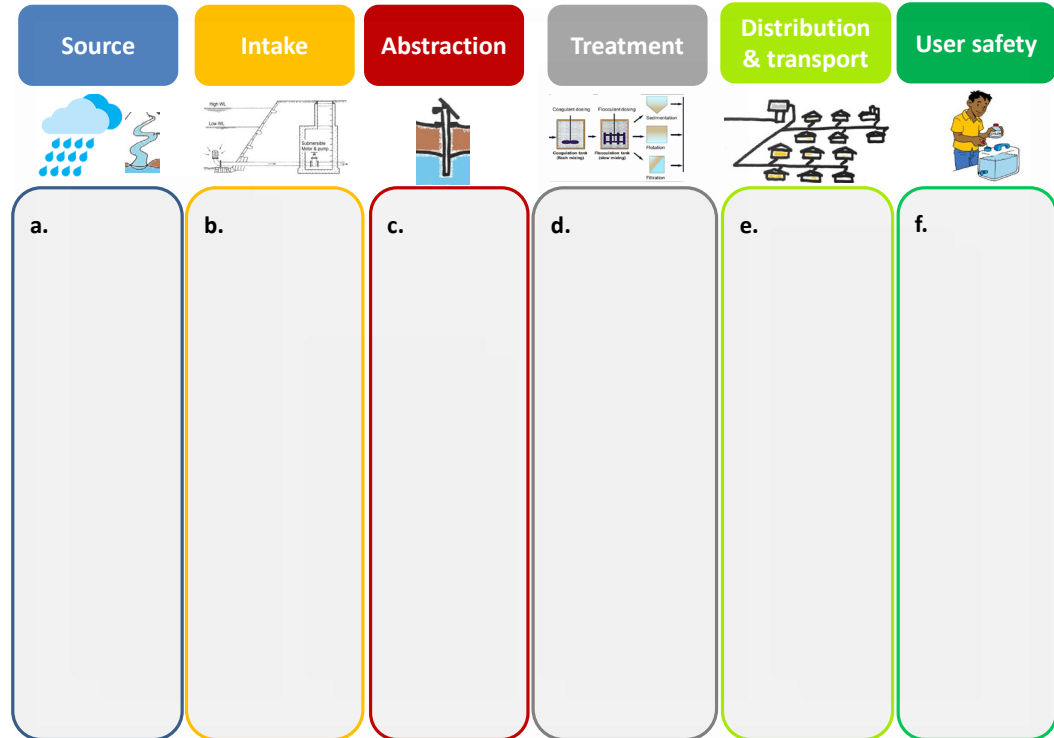 Source
Intake
Abstraction
Treatment
Distribution
& transport
User safety
High WL
Low WL
Submersible
Motor & pump
Coagulant dosing
Flocculant dosing
Coagulation tank
(flash mixing)
Flocculation tank
(slow mixing)
Sedimentation
Flotation
Filtration
a.
b.
c.
d.
e.
f.